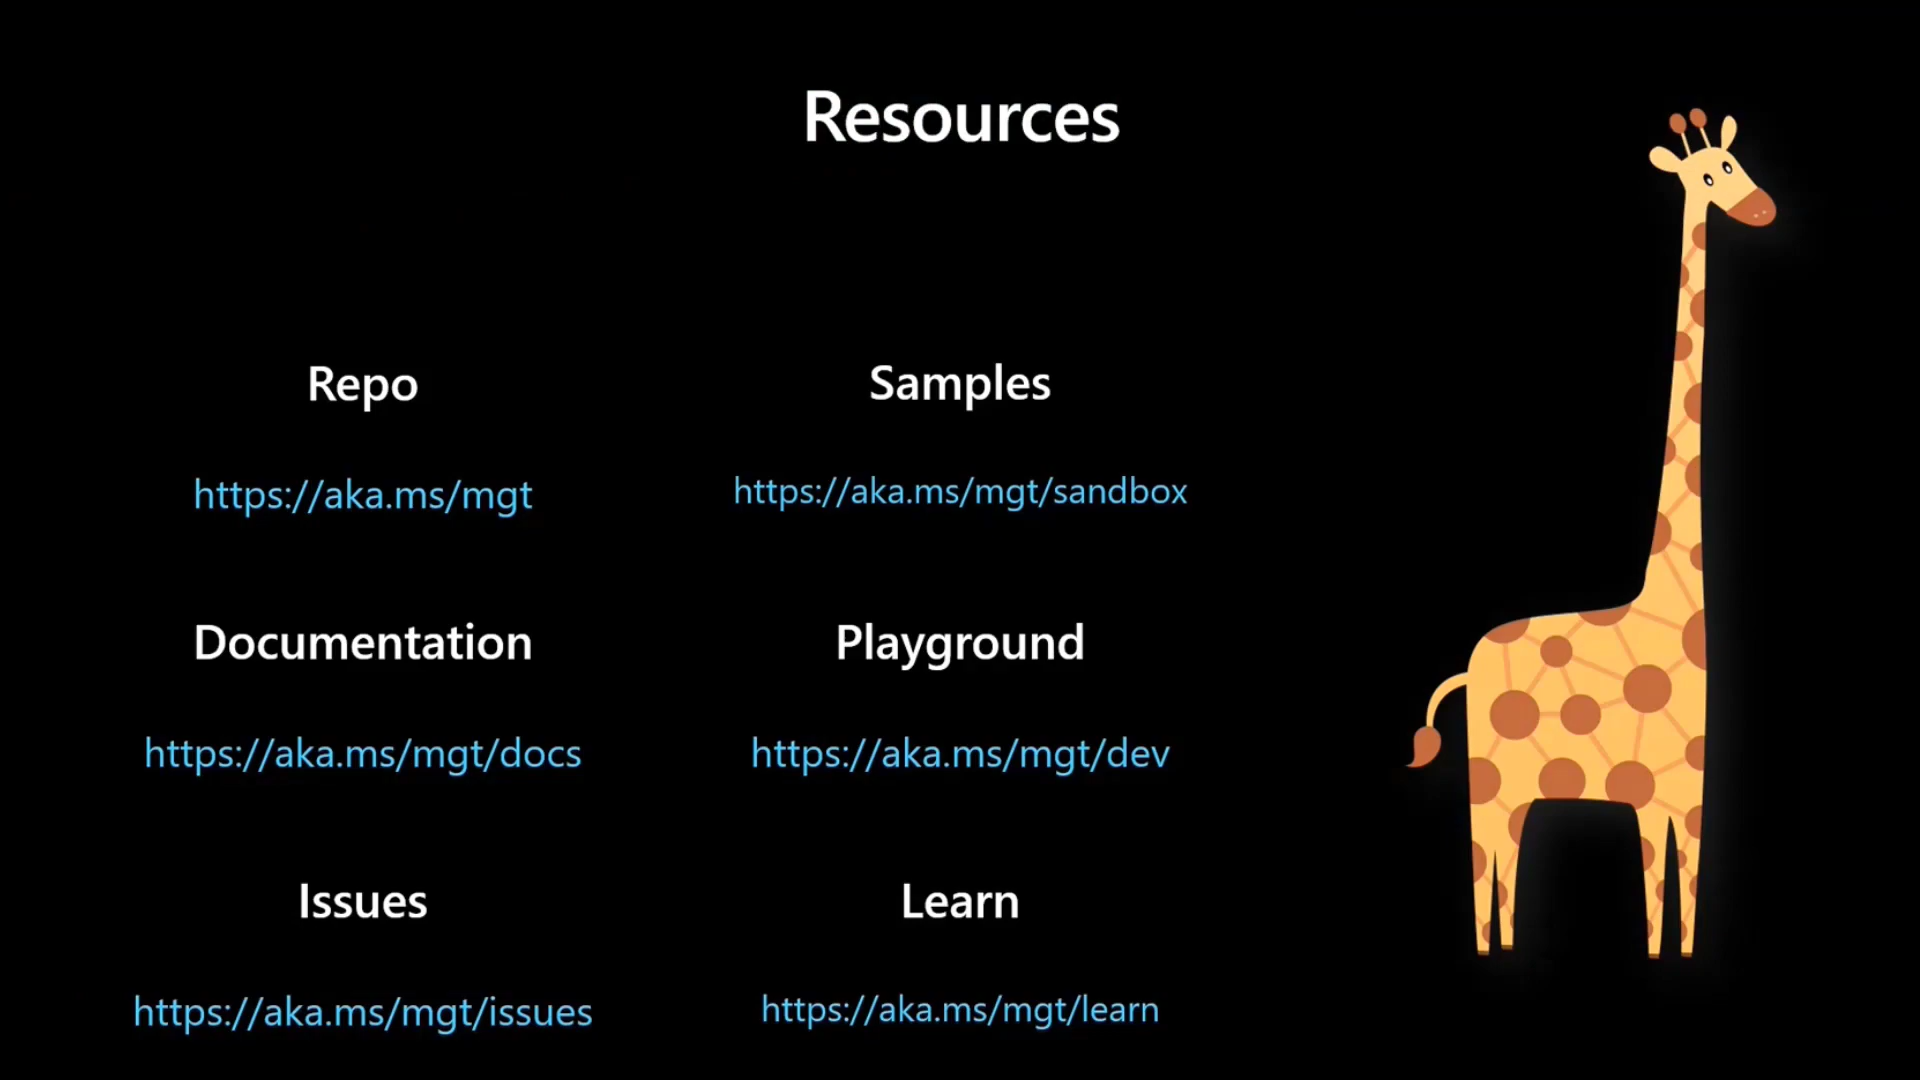 Resources
Repo
https://aka.ms/mgt
Samples
https://aka.ms/mgt/sandbox
Documentation
https://aka.ms/mgt/docs
Playground
https://aka.ms/mgt/dev
Issues
https://aka.ms/mgt/issues
Learn
https://aka.ms/mgt/learn